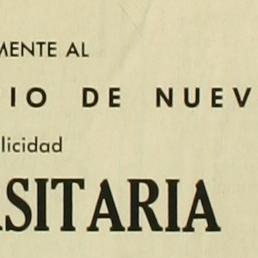 MENTE AL
IO DE NUEV
licidad
SITARIA